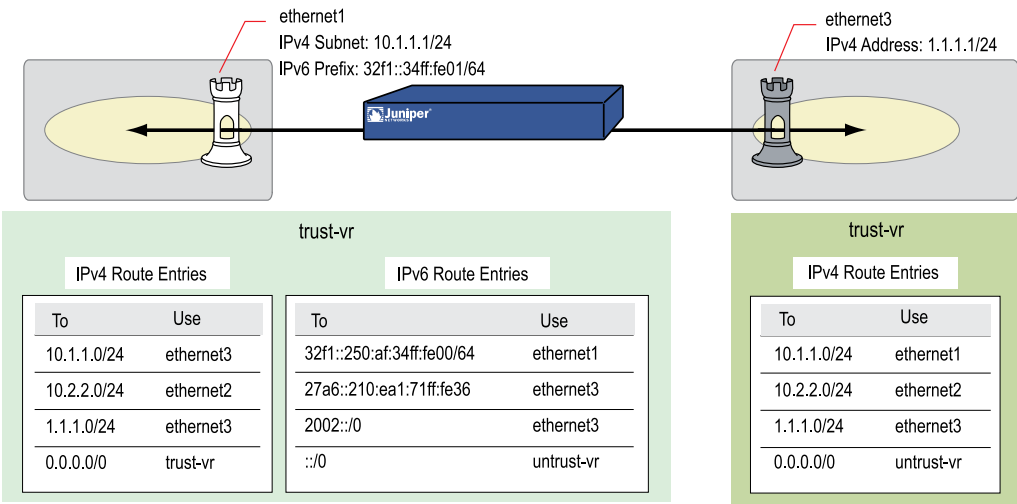 ethernet1
IPv4 Subnet: 10.1.1.1/24
IPv6 Prefix: 32f1::34ff:fe01/64
ethernet3
IPv4 Address: 1.1.1.1/24
Juniper
NETWORKS
trust-vr
IPv4 Route Entries
To Use
10.1.1.0/24 ethernet3
10.2.2.0/24 ethernet2
1.1.1.0/24 ethernet3
0.0.0.0/0 trust-vr
IPv6 Route Entries
To Use
32f1::250:af:34ff:fe00/64 ethernet1
27a6::210:ea1:71ff:fe36 ethernet3
2002::/0 ethernet3
::/0 untrust-vr
trust-vr
IPv4 Route Entries
To Use
10.1.1.0/24 ethernet1
10.2.2.0/24 ethernet2
1.1.1.0/24 ethernet3
0.0.0.0/0 untrust-vr